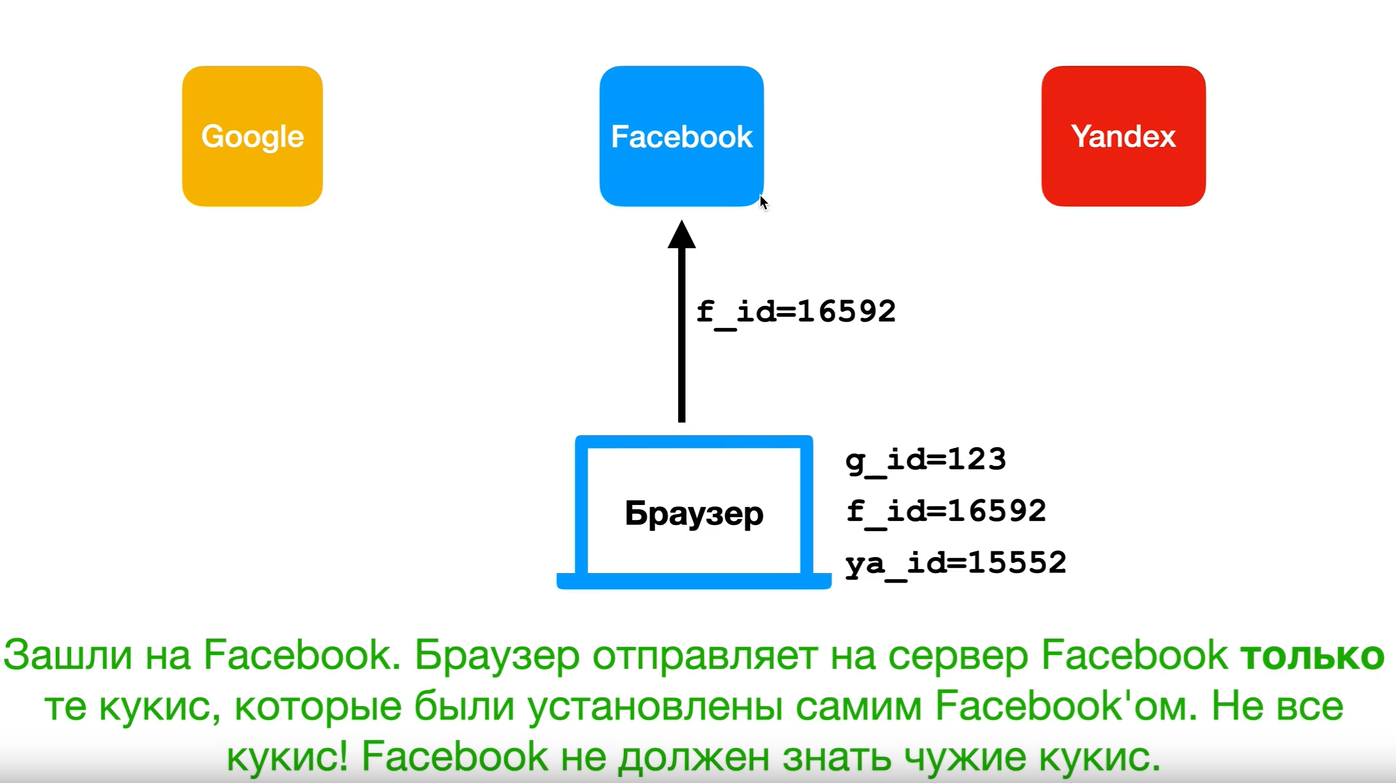 Google
Facebook
Yandex
f_id=16592
Браузер
g_id=123
f_id=16592
ya_id=15552
Зашли на Facebook. Браузер отправляет на сервер Facebook только
те кукис, которые были установлены самим Facebook'ом. Не все
кукис! Facebook не должен знать чужие кукис.